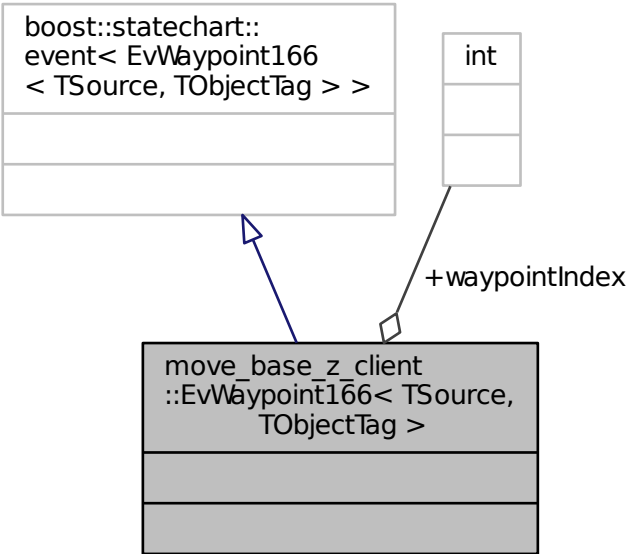 boost::statechart::
event< EvWaypoint166
< TSource, TObjectTag > >
int
+waypointIndex
move_base_z_client
::EvWaypoint166< TSource,
TObjectTag >